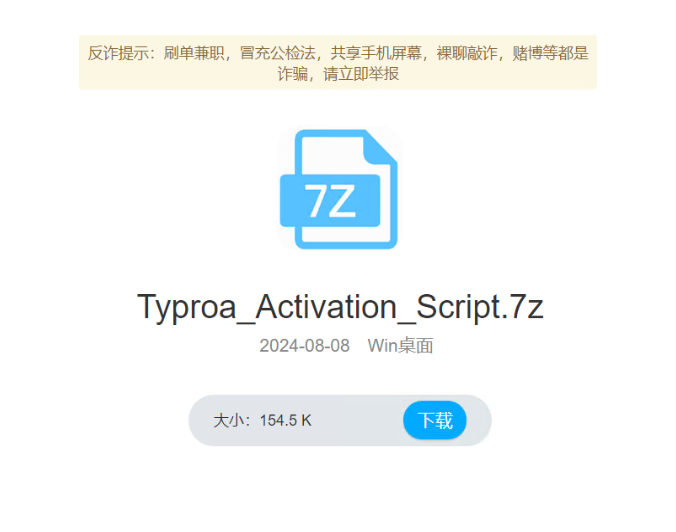 反诈提示：刷单兼职，冒充公检法，共享手机屏幕，裸聊敲诈，赌博等都是
诈骗，请立即举报
7Z
Typroa_Activation_Script.7z
2024-08-08 Win桌面
大小：154.5 K 下载